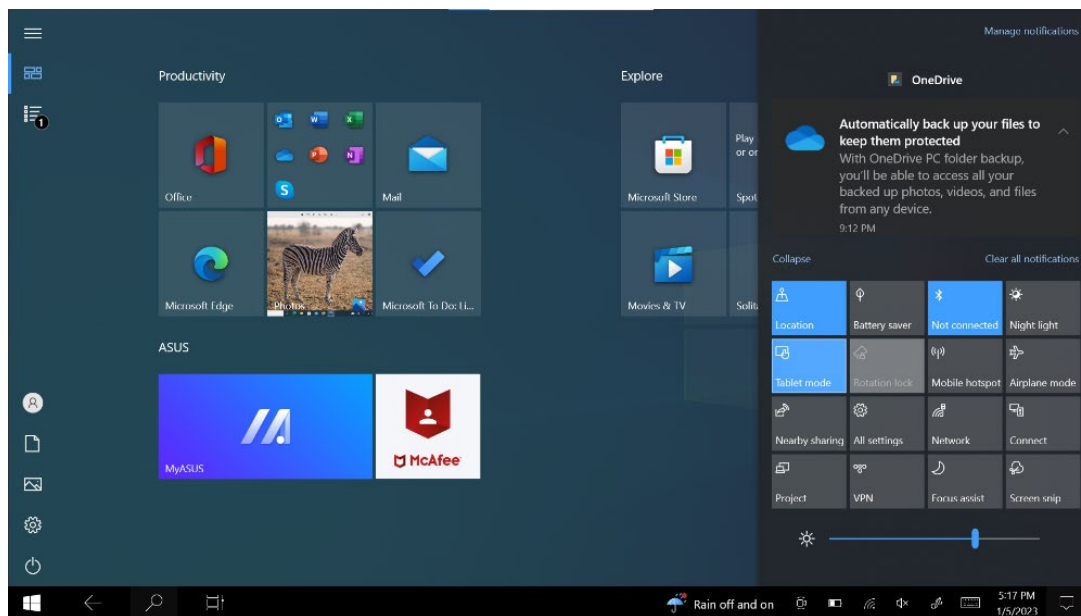 Manage notifications
1
Productivity
Office
Mail
Microsoft Edge
Photos
Microsoft To Do: Li...
ASUS
MyASUS
McAfee
Explore
Microsoft Store
Play
or or
Spot
Movies & TV
Solit
OneDrive
Automatically back up your files to
keep them protected
With OneDrive PC folder backup,
you'll be able to access all your
backed up photos, videos, and files
from any device.
9:12 PM
Collapse
Clear all notifications
Location
Battery saver
Not connected
Night light
Tablet mode
Rotation lock
Mobile hotspot
Airplane mode
Nearby sharing
All settings
Network
Connect
Project
VPN
Focus assist
Screen snip
Rain off and on
5:17 PM
1/5/2023